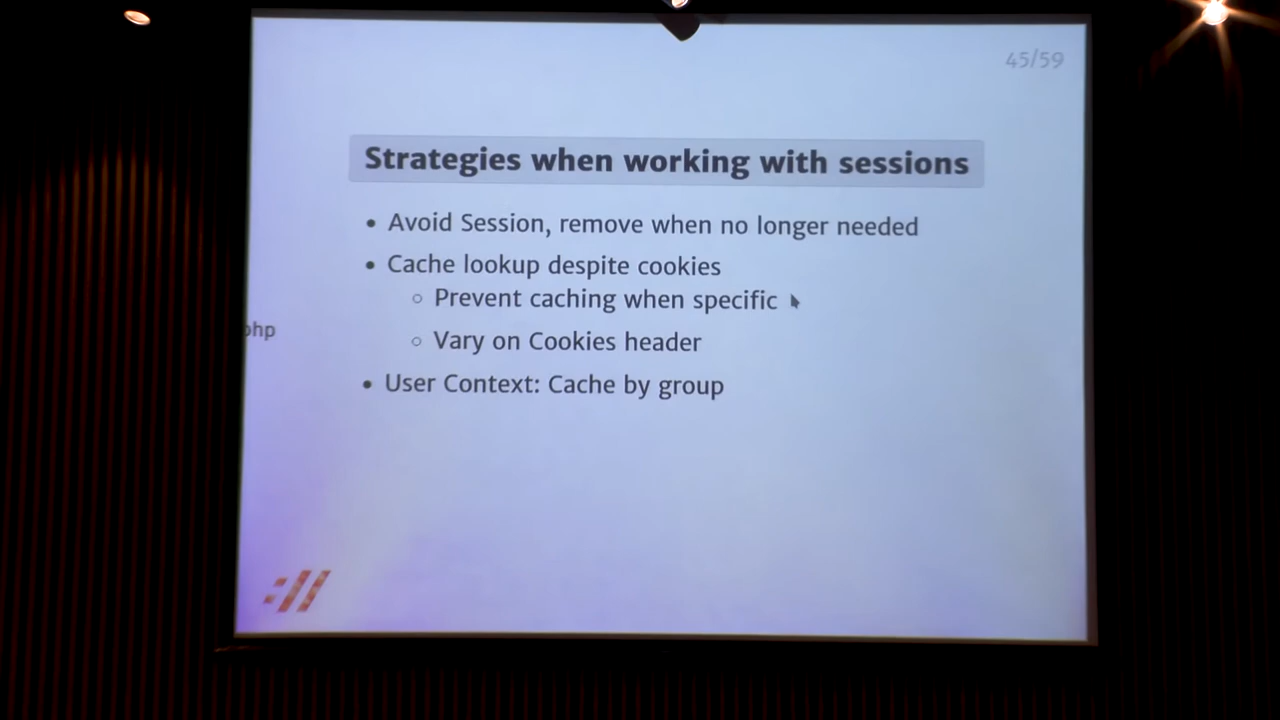 45/59
Strategies when working with sessions
• Avoid Session, remove when no longer needed
• Cache lookup despite cookies
○ Prevent caching when specific
php
○ Vary on Cookies header
• User Context: Cache by group